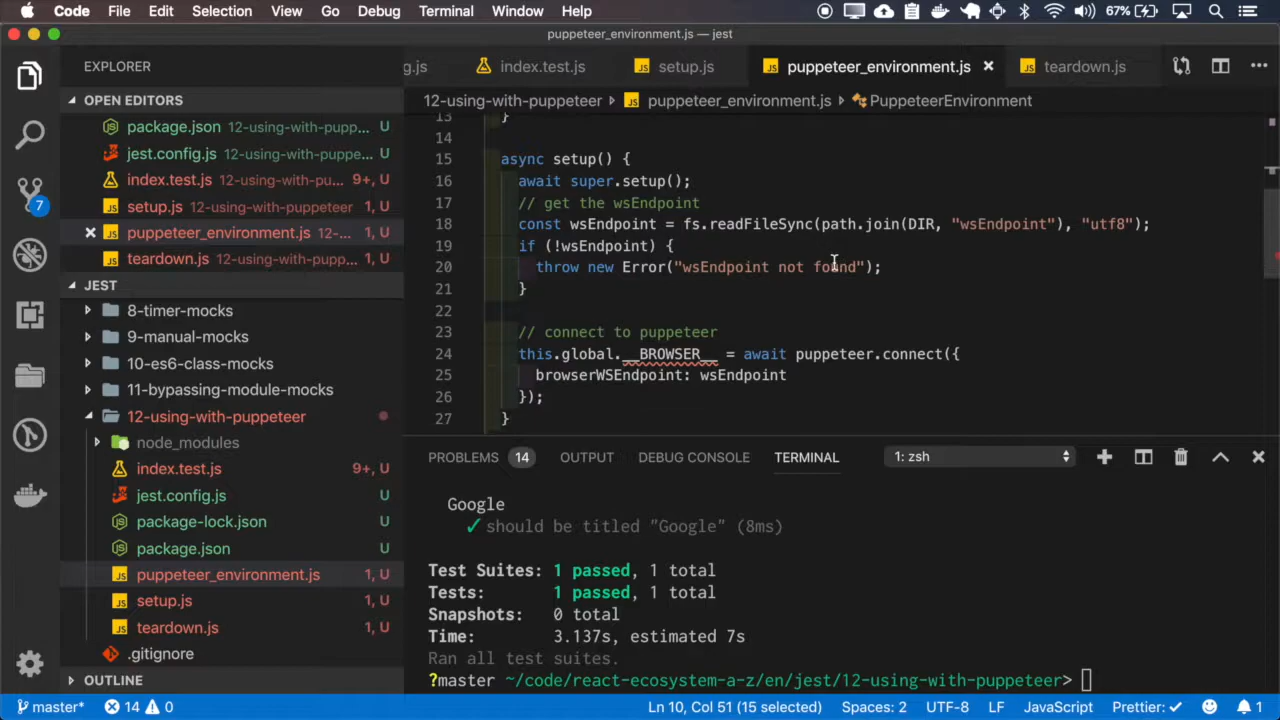 Code File Edit Selection View Go Debug Terminal Window Help 67%
puppeteer_environment.js — jest
EXPLORER
g.js index.test.js setup.js puppeteer_environment.js teardown.js
12-using-with-puppeteer puppeteer_environment.js PuppeteerEnvironment
OPEN EDITORS
package.json 12-using-with-pupp... U
jest.config.js 12-using-with-puppe... U
index.test.js 12-using-with-pu... 9+, U
setup.js 12-using-with-puppeteer 1, U
puppeteer_environment.js 12-... 1, U
teardown.js 12-using-with-pupp... 1, U
JEST
8-timer-mocks
9-manual-mocks
10-es6-class-mocks
11-bypassing-module-mocks
12-using-with-puppeteer
node_modules
index.test.js 9+, U
jest.config.js U
package-lock.json U
package.json U
puppeteer_environment.js 1, U
setup.js 1, U
teardown.js 1, U
.gitignore
OUTLINE
7
13 }
14
15 async setup() {
16 await super.setup();
17 // get the wsEndpoint
18 const wsEndpoint = fs.readFileSync(path.join(DIR, "wsEndpoint"), "utf8");
19 if (!wsEndpoint) {
20 throw new Error("wsEndpoint not found");
21 }
22
23 // connect to puppeteer
24 this.global.__BROWSER__ = await puppeteer.connect({
25 browserWSEndpoint: wsEndpoint
26 });
27 }
PROBLEMS 14 OUTPUT DEBUG CONSOLE TERMINAL 1: zsh
Google
✓ should be titled "Google" (8ms)
Test Suites: 1 passed, 1 total
Tests: 1 passed, 1 total
Snapshots: 0 total
Time: 3.137s, estimated 7s
Ran all test suites.
?master ~/code/react-ecosystem-a-z/en/jest/12-using-with-puppeteer>
master* 14 0 Ln 10, Col 51 (15 selected) Spaces: 2 UTF-8 LF JavaScript Prettier: ✓ 1